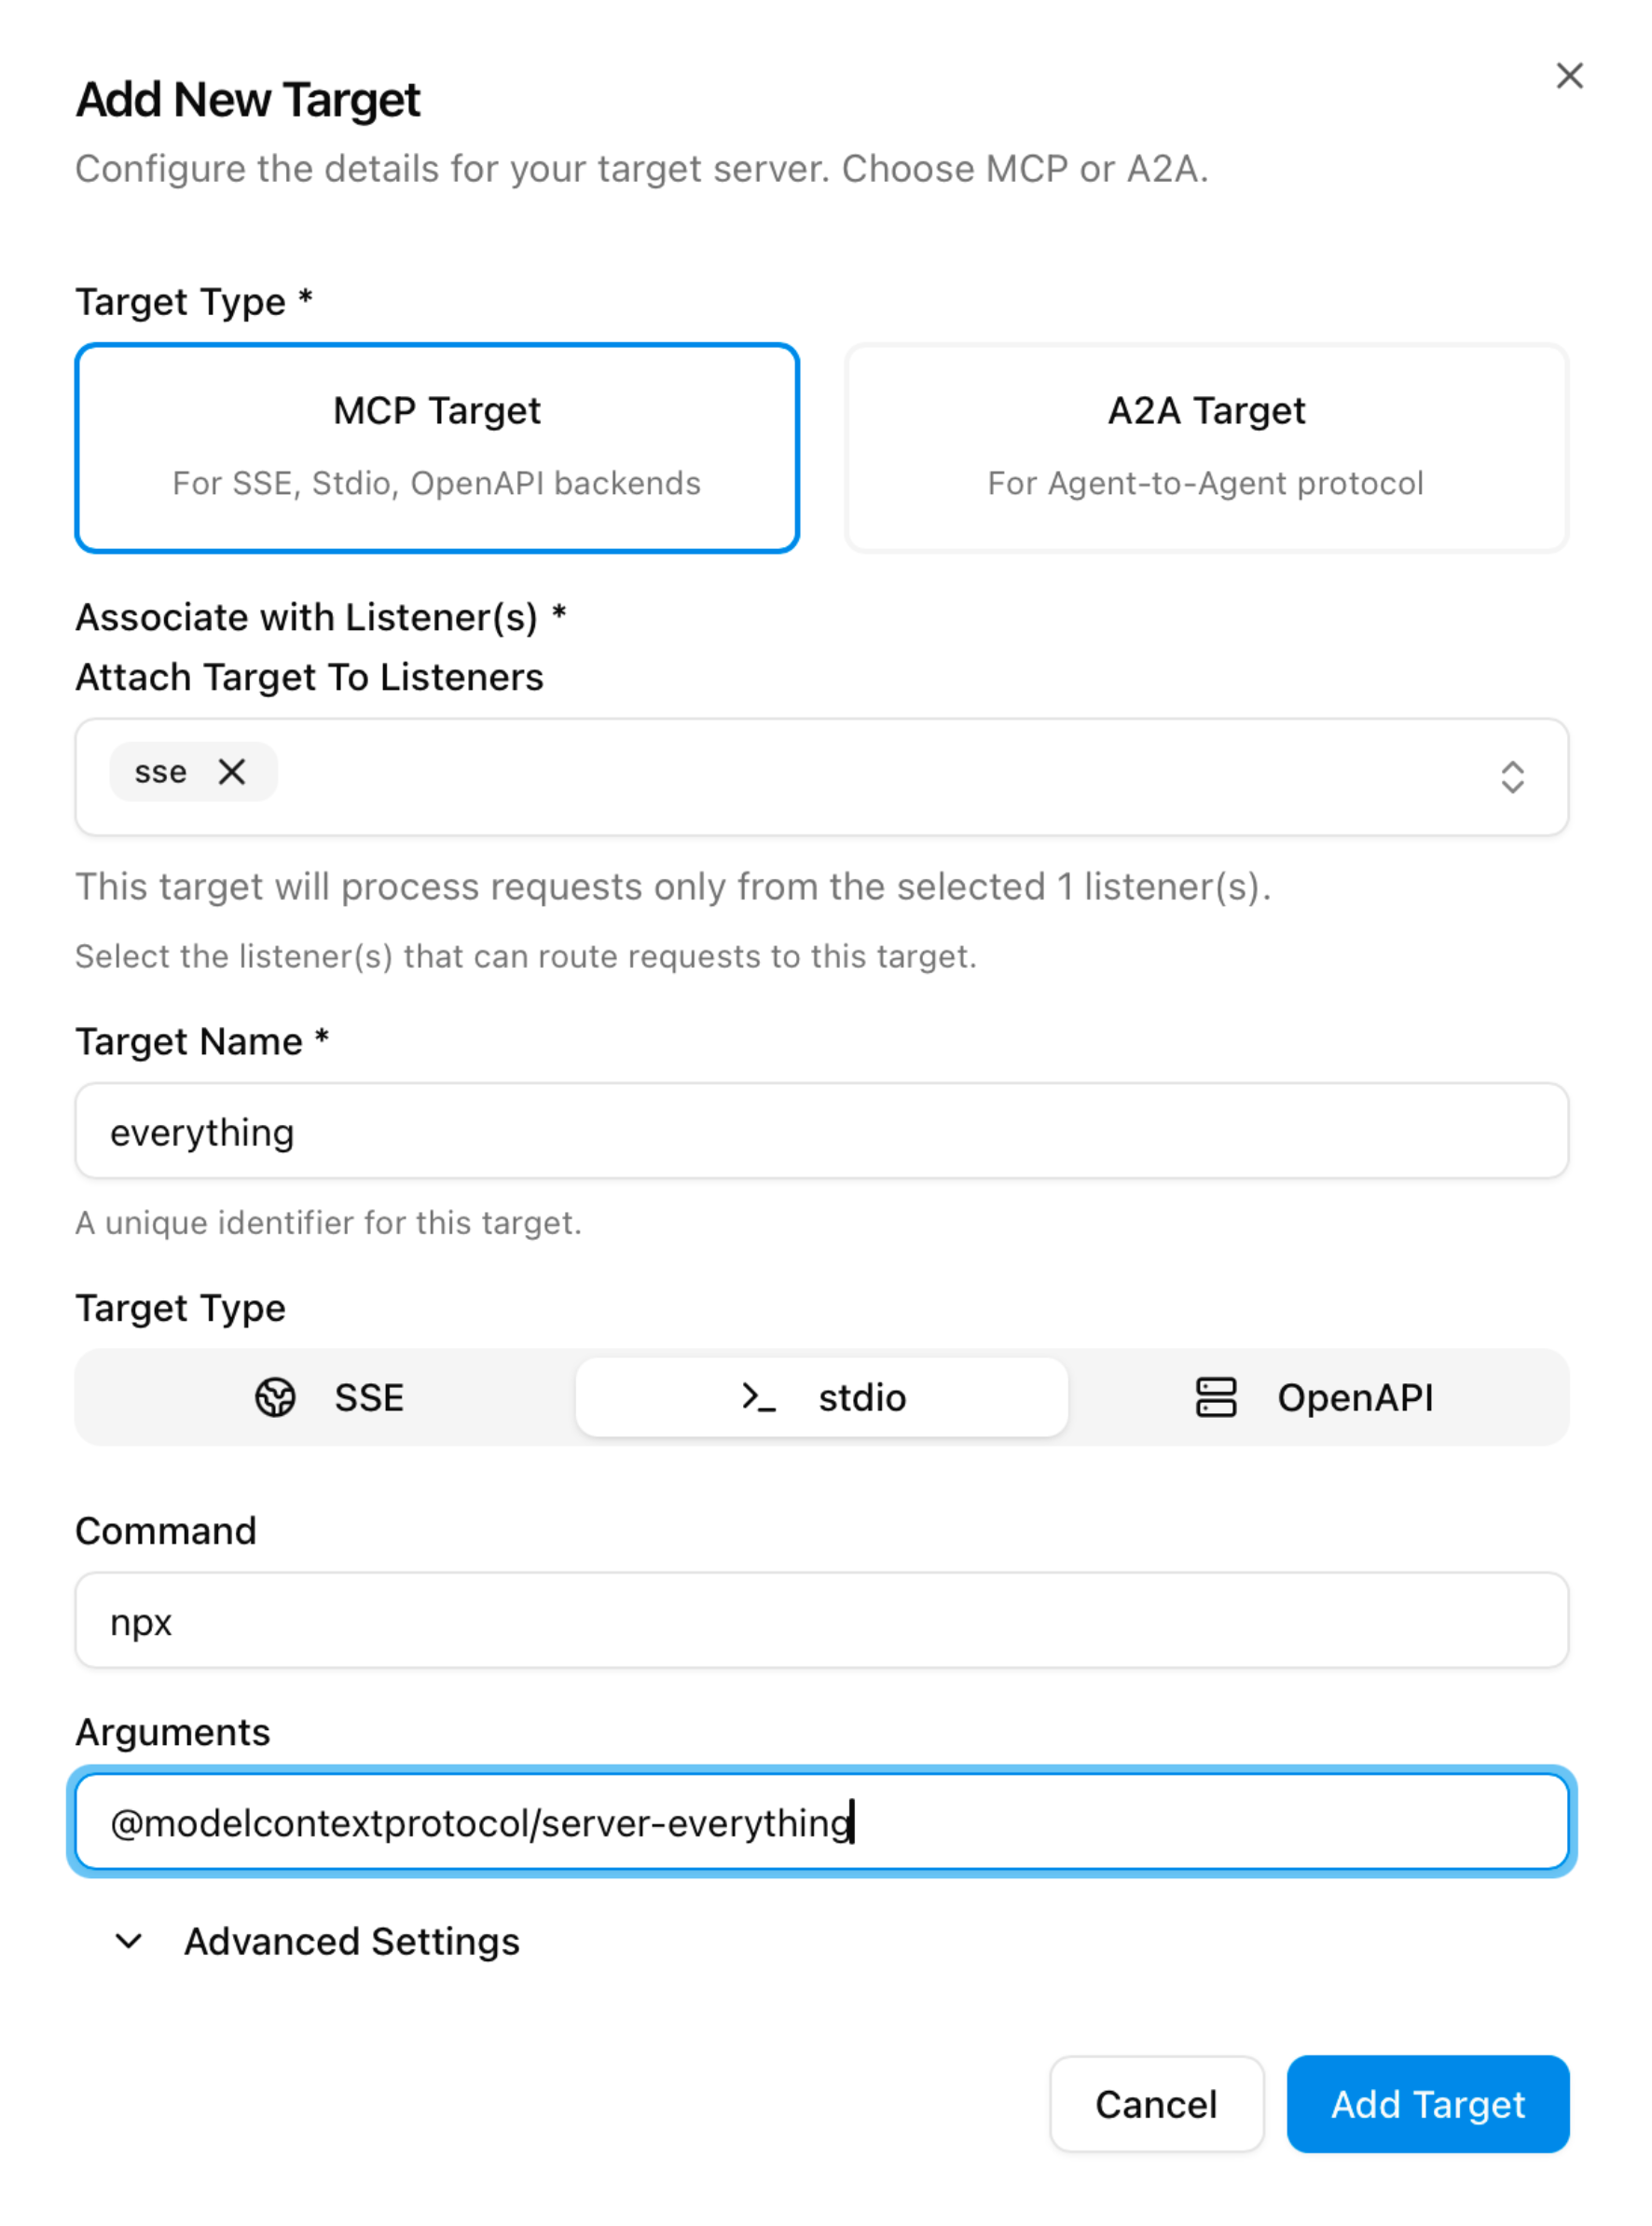 Add New Target
Configure the details for your target server. Choose MCP or A2A.
Target Type *
MCP Target
For SSE, Stdio, OpenAPI backends
A2A Target
For Agent-to-Agent protocol
Associate with Listener(s) *
Attach Target To Listeners
sse
This target will process requests only from the selected 1 listener(s).
Select the listener(s) that can route requests to this target.
Target Name *
everything
A unique identifier for this target.
Target Type
SSE
stdio
OpenAPI
Command
npx
Arguments
@modelcontextprotocol/server-everything
Advanced Settings
Cancel
Add Target